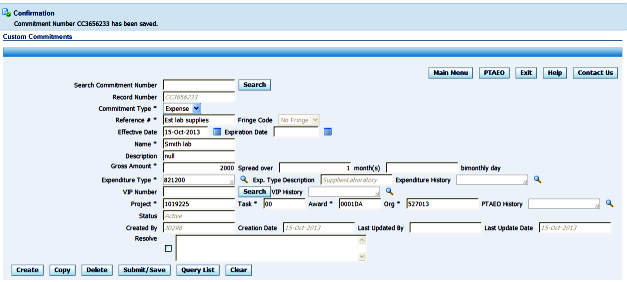 Confirmation
Commitment Number CC3656233 has been saved.
Custom Commitments
Main Menu PTAEO Exit Help Contact Us
Search Commitment Number Search
Record Number CC3656233
Commitment Type * Expense
Reference # * Est lab supplies Fringe Code No Fringe
Effective Date 15-Oct-2013 Expiration Date
Name * Smith lab
Description null
Gross Amount * 2000 Spread over 1 month(s) bimonthly day
Expenditure Type * 821200 Exp. Type Description SuppliesLaboratory Expenditure History
VIP Number Search VIP History
Project * 1019225 Task * 00 Award * 0001DA Org * 527013 PTAEO History
Status Active
Created By Creation Date 15-Oct-2013 Last Updated By Last Update Date 15-Oct-2013
Resolve
Create Copy Delete Submit/Save Query List Clear